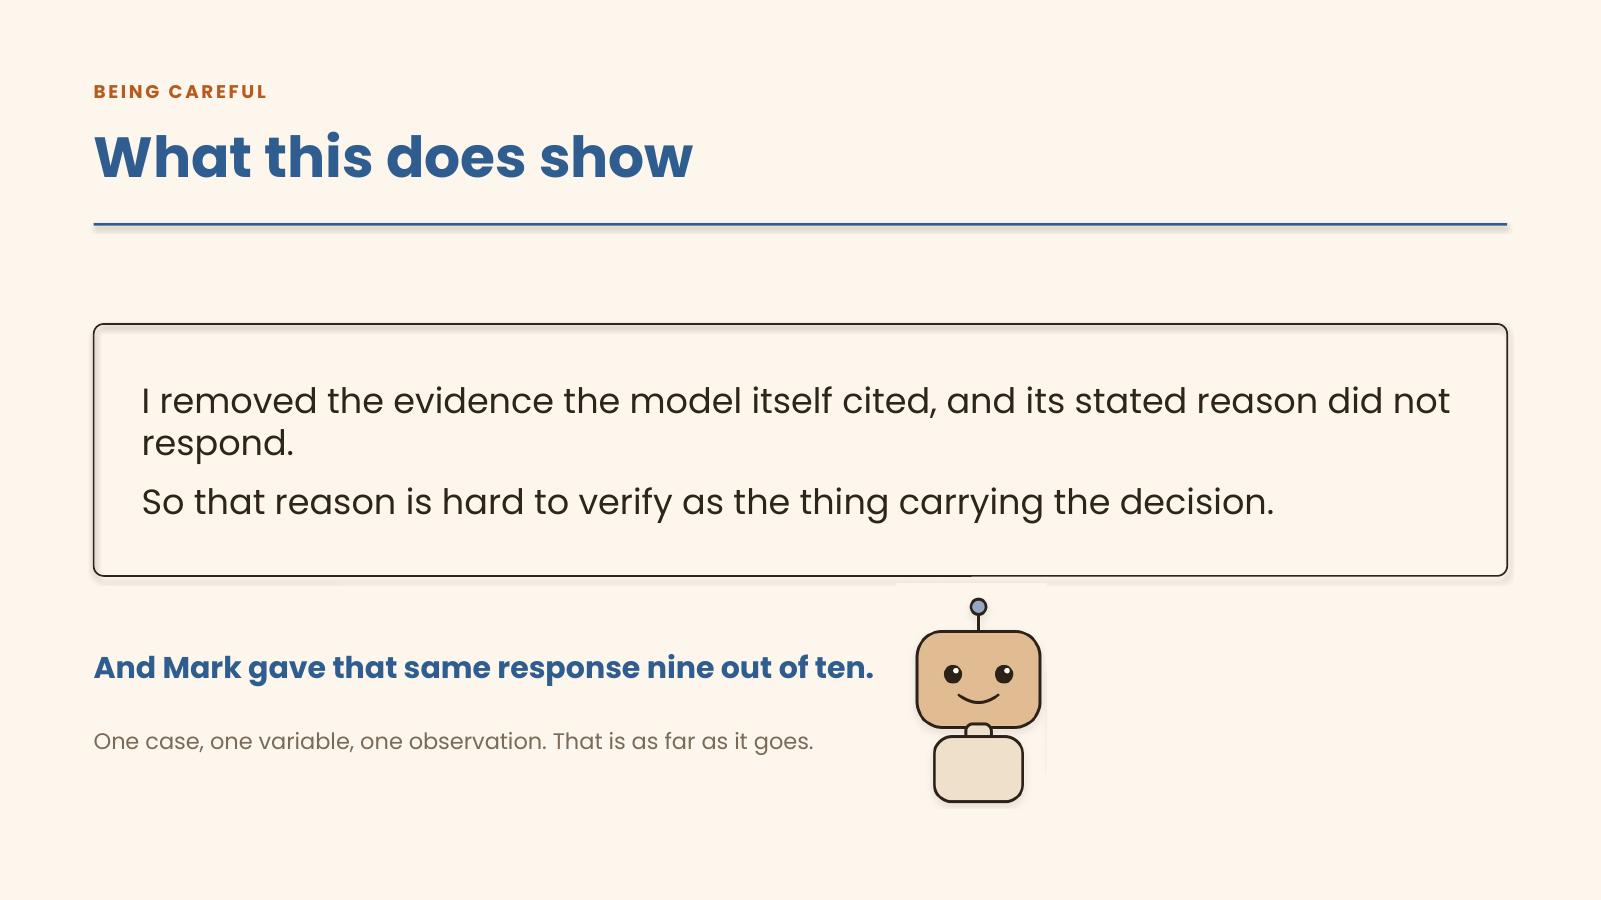 BEING CAREFUL
What this does show
I removed the evidence the model itself cited, and its stated reason did not
respond.
So that reason is hard to verify as the thing carrying the decision.
And Mark gave that same response nine out of ten.
One case, one variable, one observation. That is as far as it goes.